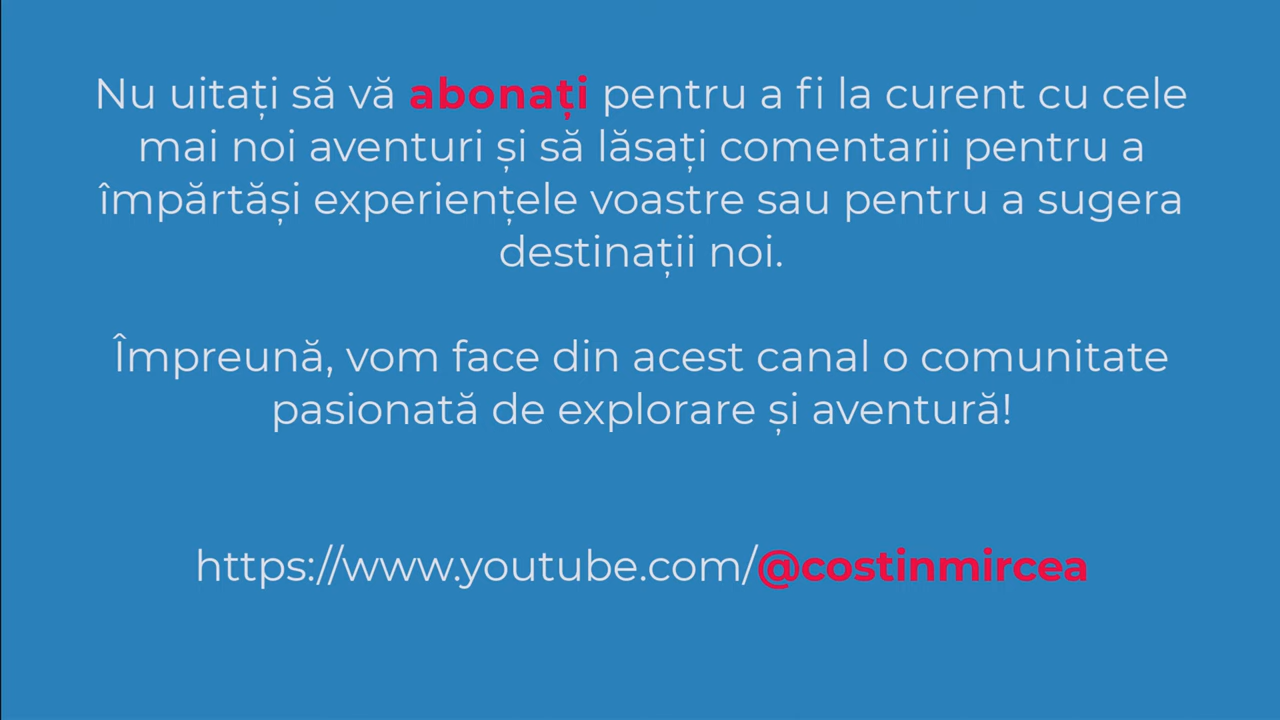 Nu uitați să vă abonați pentru a fi la curent cu cele
mai noi aventuri și să lăsați comentarii pentru a
împărtăși experiențele voastre sau pentru a sugera
destinații noi.
Împreună, vom face din acest canal o comunitate
pasionată de explorare și aventură!
https://www.youtube.com/@costinmircea